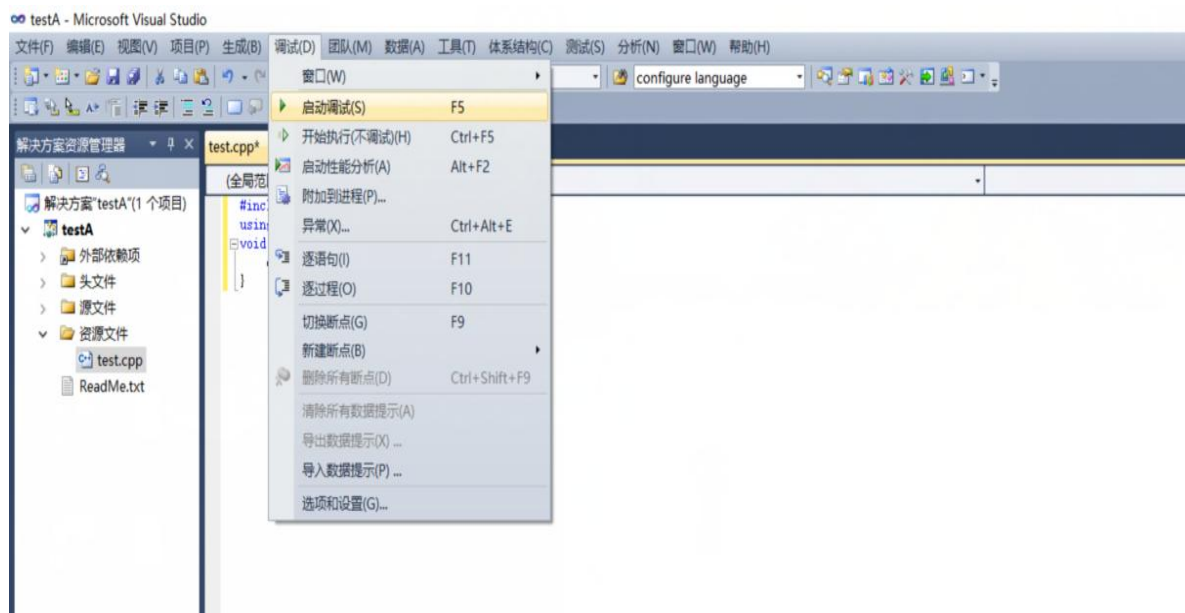 testA - Microsoft Visual Studio
文件(F) 编辑(E) 视图(V) 项目(P) 生成(B) 调试(D) 团队(M) 数据(A) 工具(T) 体系结构(C) 测试(S) 分析(N) 窗口(W) 帮助(H)
configure language
解决方案资源管理器
解决方案"testA"(1 个项目)
testA
外部依赖项
头文件
源文件
资源文件
test.cpp
ReadMe.txt
test.cpp*
(全局范
#inc
usin
void
}
窗口(W)
启动调试(S) F5
开始执行(不调试)(H) Ctrl+F5
启动性能分析(A) Alt+F2
附加到进程(P)...
异常(X)... Ctrl+Alt+E
逐语句(I) F11
逐过程(O) F10
切换断点(G) F9
新建断点(B)
删除所有断点(D) Ctrl+Shift+F9
清除所有数据提示(A)
导出数据提示(X) ...
导入数据提示(P) ...
选项和设置(G)...